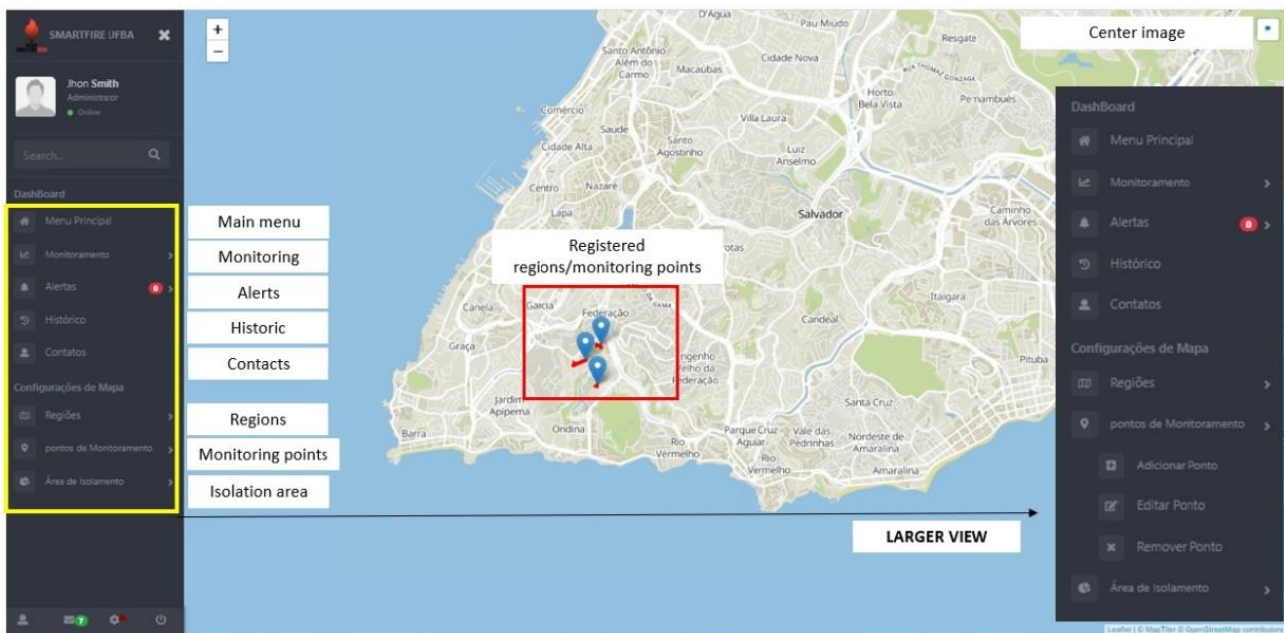 SMARTFIRE UFBA
Jhon Smith
Administrator
Online
Search...
DashBoard
Menu Principal
Monitoramento
Alertas
0
Histórico
Contatos
Configurações de Mapa
Regiões
pontos de Monitoramento
Área de Isolamento
7
+
−
Main menu
Monitoring
Alerts
Historic
Contacts
Regions
Monitoring points
Isolation area
D'Água
Pau Miúdo
Resgate
Santo Antônio
Além do
Carmo
Macaúbas
Cidade Nova
Horto
Bela Vista
Pernambués
Comércio
Villa Laura
Saúde
Cidade Alta
Santo
Agostinho
Luiz
Anselmo
Centro
Nazaré
Lapa
Salvador
Caminho
das Árvores
Registered
regions/monitoring points
Canela
Garcia
Federação
Itaigara
Candeal
Graça
Pituba
Jardim
Apipema
Santa Cruz
Barra
Ondina
Rio
Vermelho
Parque Cruz
Aguiar
Vale das
Pedrinhas
Nordeste de
Amaralina
Rio
Vermelho
Amaralina
LARGER VIEW
Center image
DashBoard
Menu Principal
Monitoramento
Alertas
0
Histórico
Contatos
Configurações de Mapa
Regiões
pontos de Monitoramento
Adicionar Ponto
Editar Ponto
Remover Ponto
Área de Isolamento
Leaflet | © MapTiler © OpenStreetMap contributors